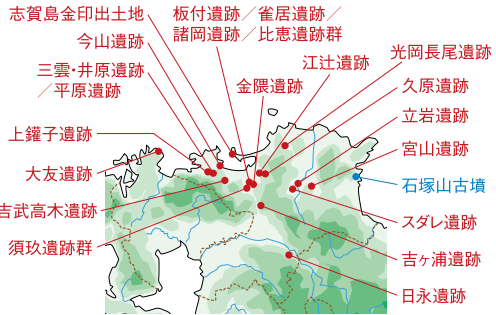 志賀島金印出土地
板付遺跡／雀居遺跡／
諸岡遺跡／比恵遺跡群
今山遺跡
三雲・井原遺跡
／平原遺跡
金隈遺跡
江辻遺跡
光岡長尾遺跡
久原遺跡
立岩遺跡
宮山遺跡
石塚山古墳
スダレ遺跡
吉ヶ浦遺跡
日永遺跡
上鑵子遺跡
大友遺跡
吉武高木遺跡
須玖遺跡群